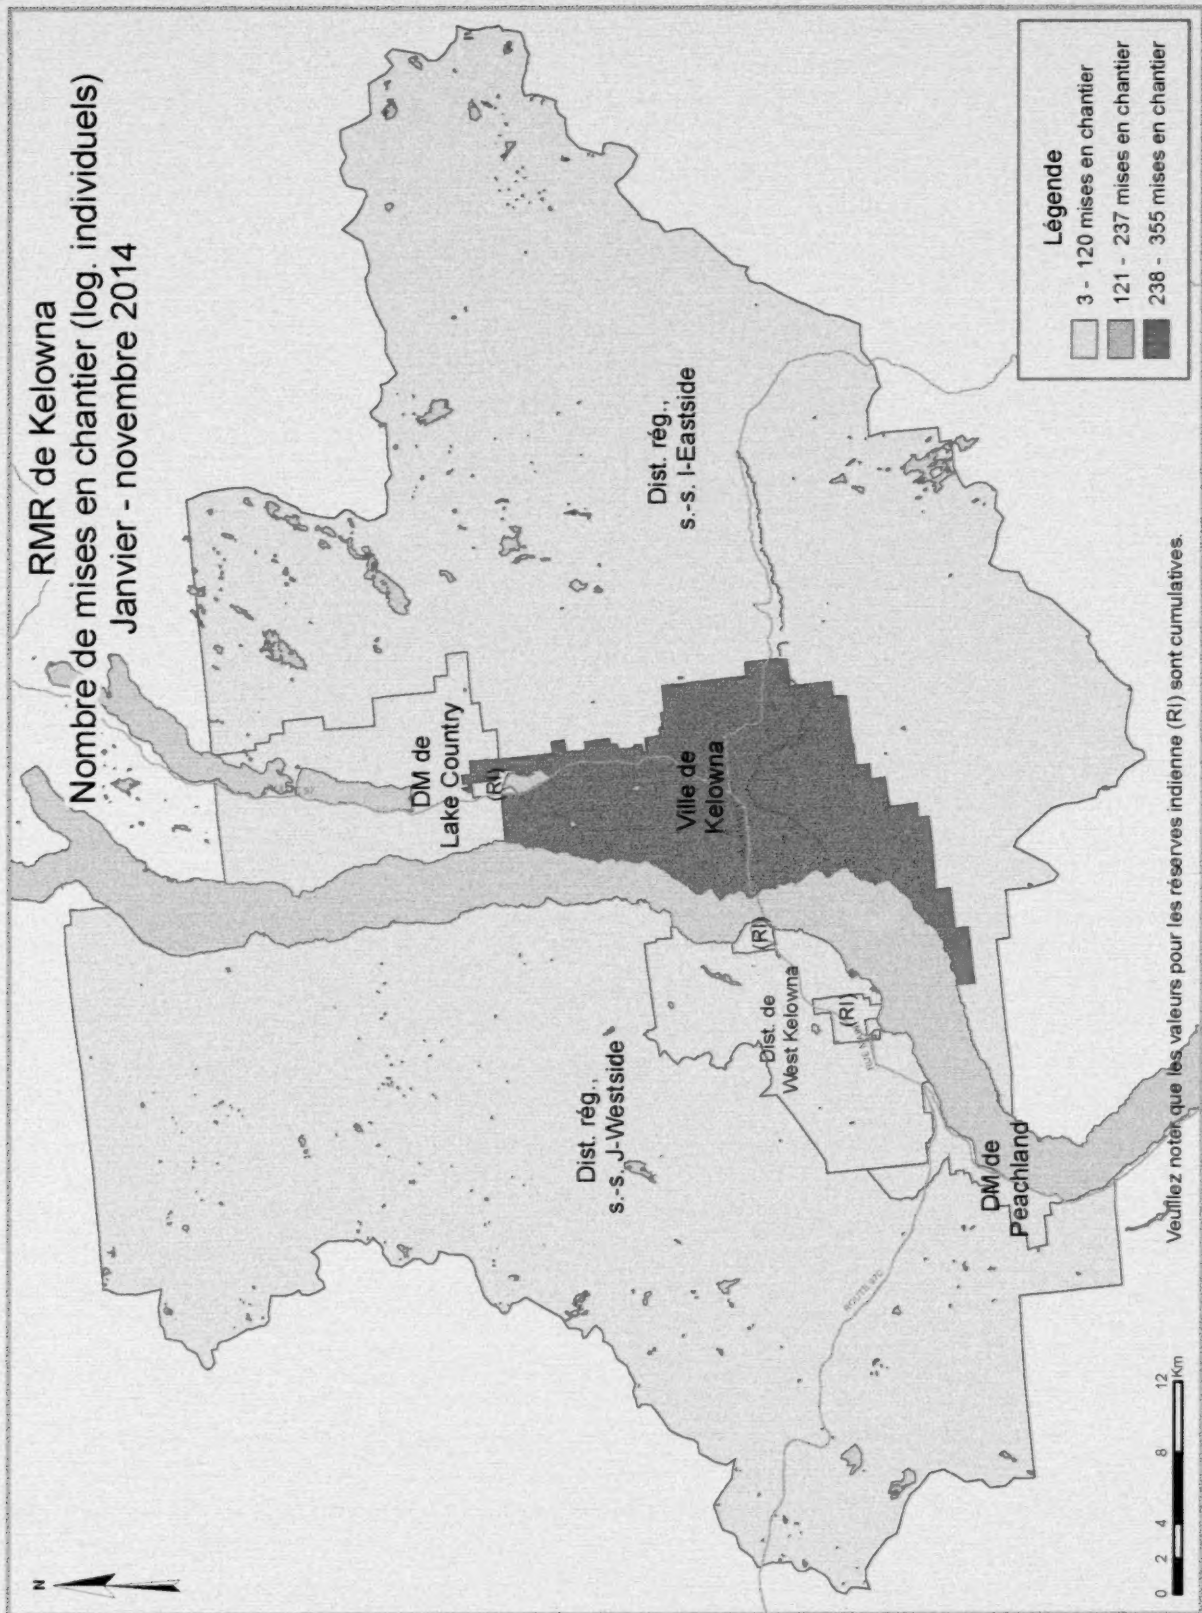 RMR de Kelowna
Nombre de mises en chantier (log. individuels)
Janvier - novembre 2014
N
DM de
Lake Country
(RI)
Dist. rég.,
s.-s. I-Eastside
Ville de
Kelowna
Dist. rég.,
s.-s. J-Westside
(RI)
Dist. de
West Kelowna
(RI)
ROUTE 97C
DM de
Peachland
Légende
3 - 120 mises en chantier
121 - 237 mises en chantier
238 - 355 mises en chantier
0 2 4 8 12
Km
Veuillez noter que les valeurs pour les réserves indienne (RI) sont cumulatives.